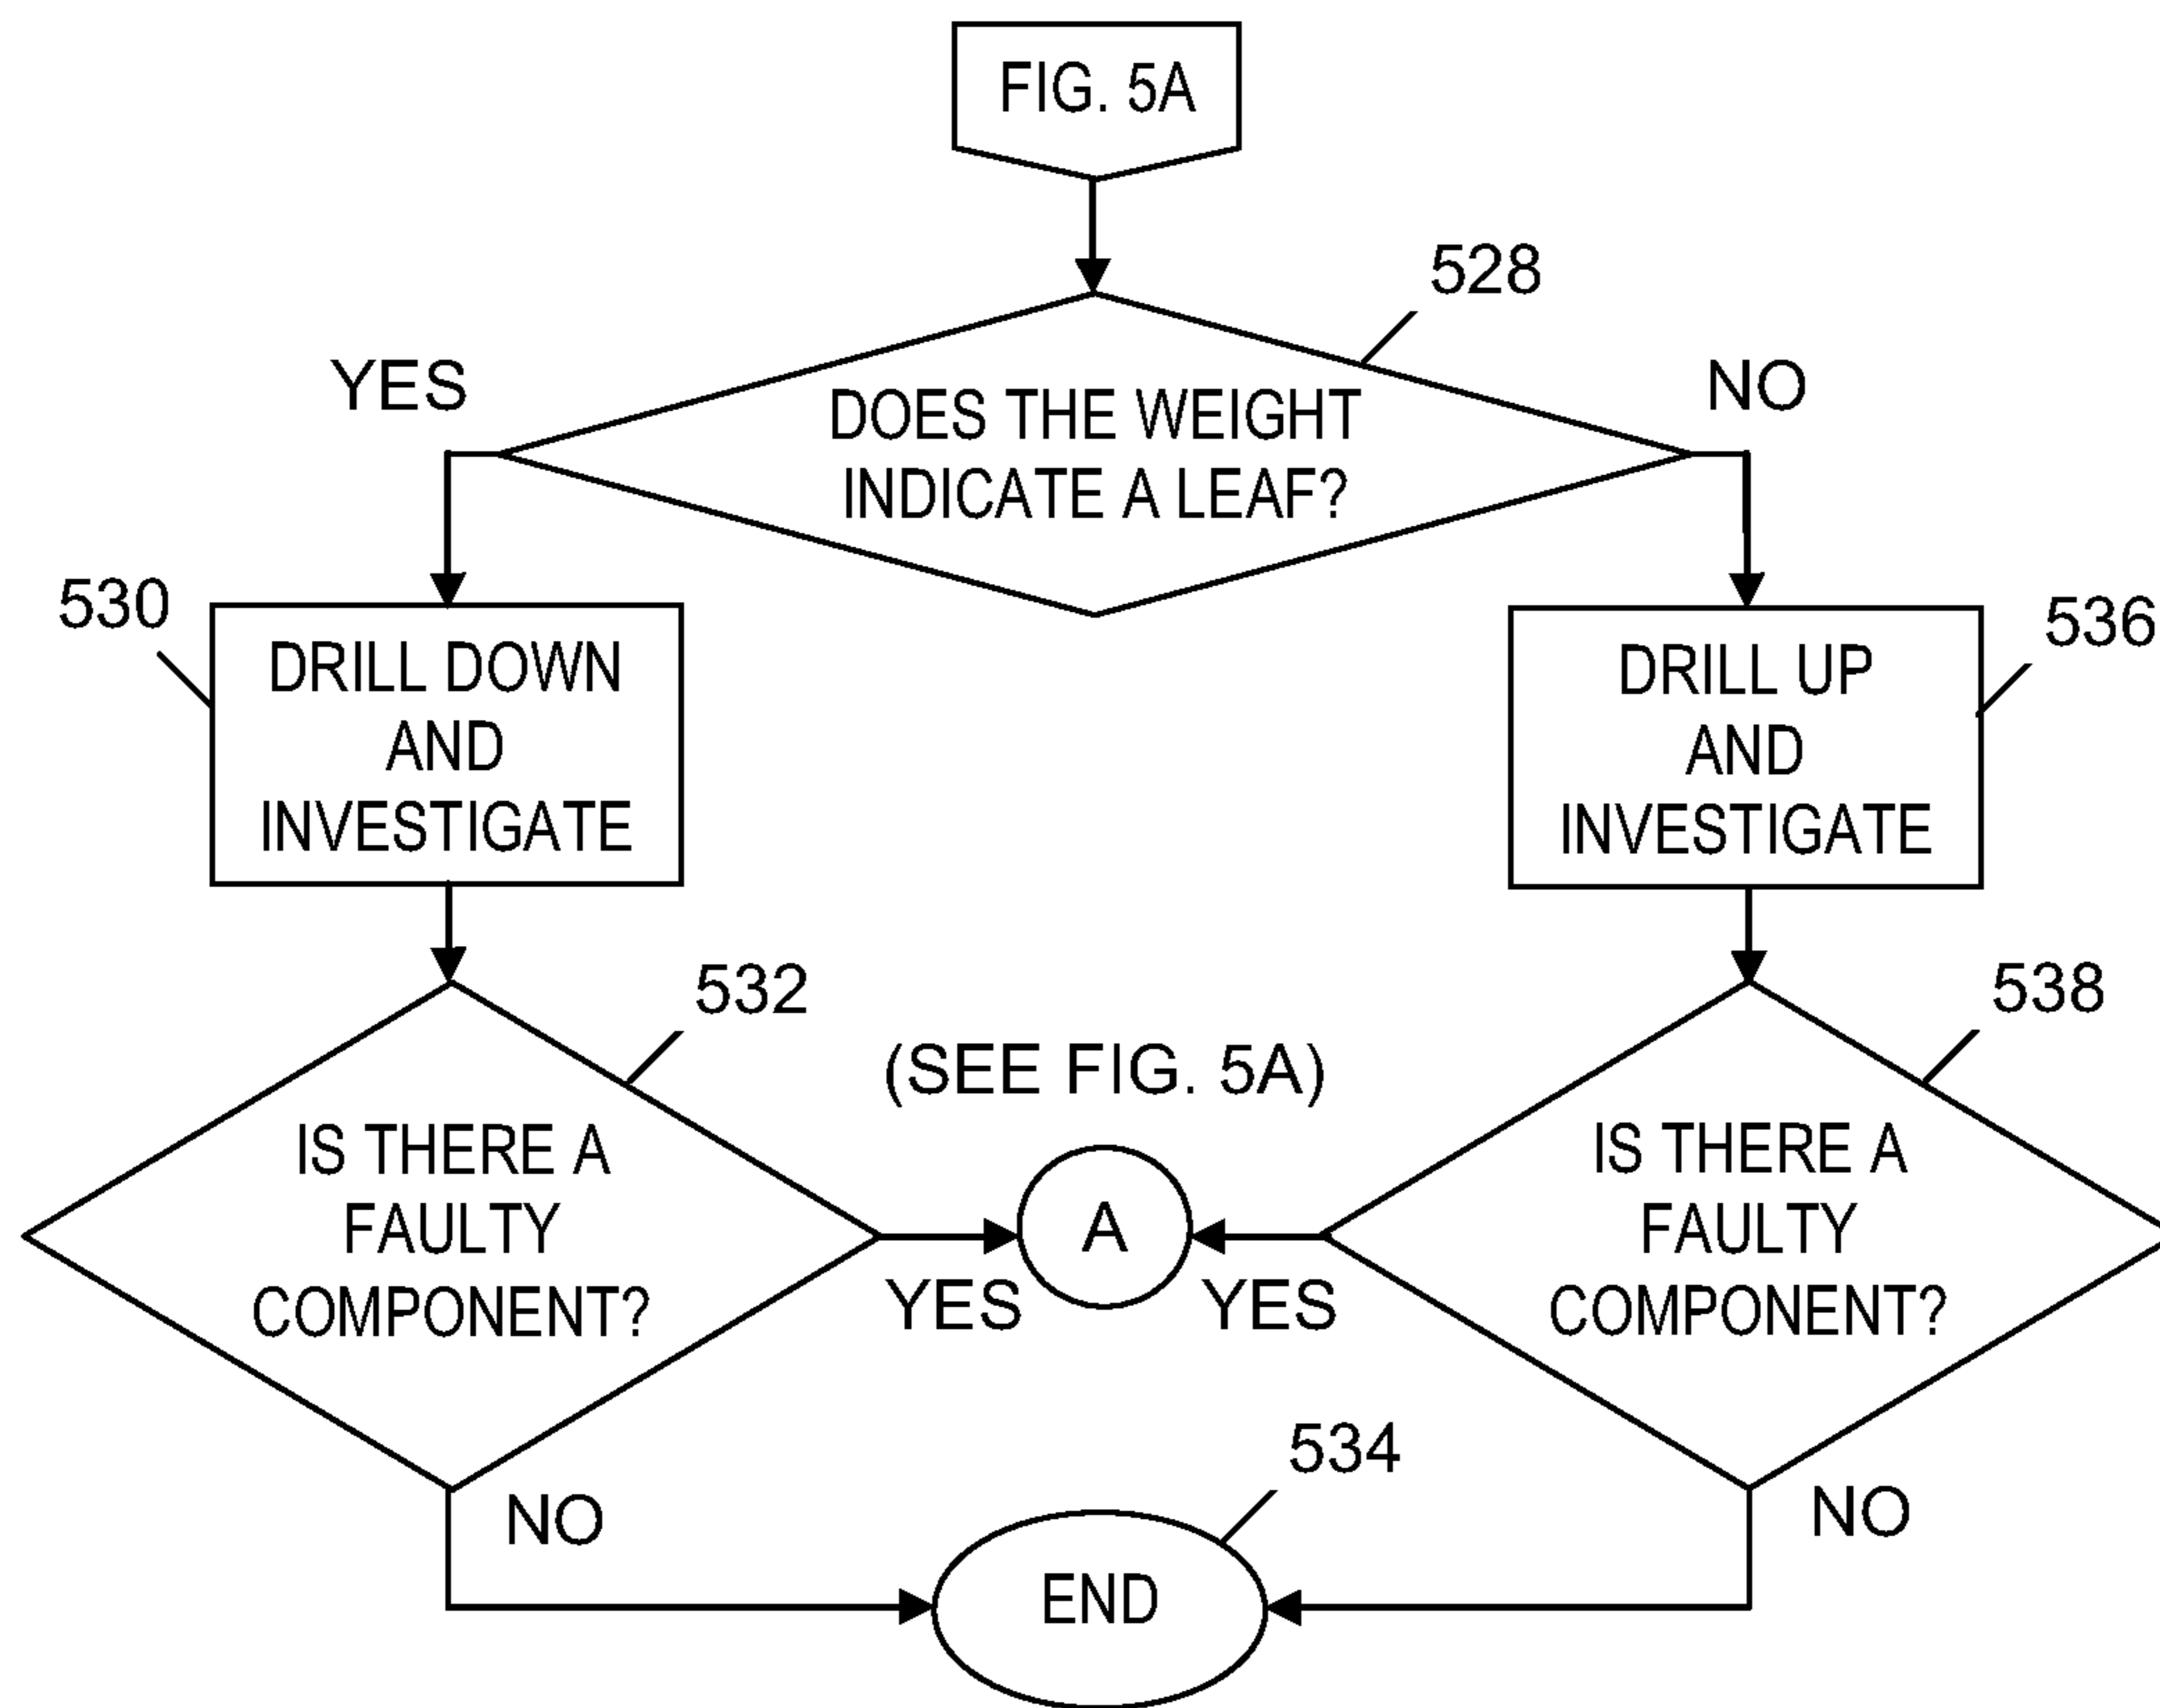 FIG. 5A
528
YES
NO
DOES THE WEIGHT
INDICATE A LEAF?
530
DRILL DOWN
AND
INVESTIGATE
536
DRILL UP
AND
INVESTIGATE
532
538
(SEE FIG. 5A)
IS THERE A
FAULTY
COMPONENT?
A
YES
YES
IS THERE A
FAULTY
COMPONENT?
534
NO
NO
END